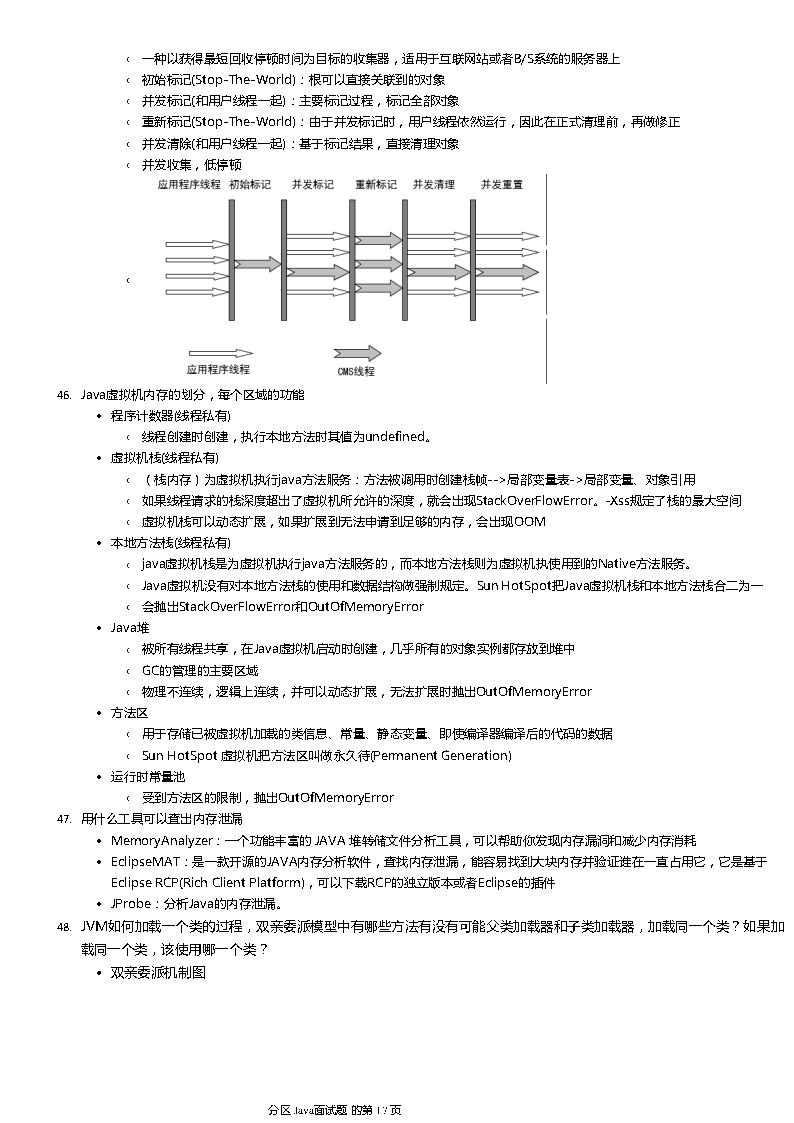 ‹ 一种以获得最短回收停顿时间为目标的收集器，适用于互联网站或者B/S系统的服务器上
‹ 初始标记(Stop-The-World)：根可以直接关联到的对象
‹ 并发标记(和用户线程一起)：主要标记过程，标记全部对象
‹ 重新标记(Stop-The-World)：由于并发标记时，用户线程依然运行，因此在正式清理前，再做修正
‹ 并发清除(和用户线程一起)：基于标记结果，直接清理对象
‹ 并发收集，低停顿
应用程序线程 初始标记 并发标记 重新标记 并发清理 并发重置
‹
应用程序线程 CMS线程
46. Java虚拟机内存的划分，每个区域的功能
• 程序计数器(线程私有)
‹ 线程创建时创建，执行本地方法时其值为undefined。
• 虚拟机栈(线程私有)
‹ （栈内存）为虚拟机执行java方法服务：方法被调用时创建栈帧-->局部变量表->局部变量、对象引用
‹ 如果线程请求的栈深度超出了虚拟机所允许的深度，就会出现StackOverFlowError。-Xss规定了栈的最大空间
‹ 虚拟机栈可以动态扩展，如果扩展到无法申请到足够的内存，会出现OOM
• 本地方法栈(线程私有)
‹ java虚拟机栈是为虚拟机执行java方法服务的，而本地方法栈则为虚拟机执使用到的Native方法服务。
‹ Java虚拟机没有对本地方法栈的使用和数据结构做强制规定。Sun HotSpot把Java虚拟机栈和本地方法栈合二为一
‹ 会抛出StackOverFlowError和OutOfMemoryError
• Java堆
‹ 被所有线程共享，在Java虚拟机启动时创建，几乎所有的对象实例都存放到堆中
‹ GC的管理的主要区域
‹ 物理不连续，逻辑上连续，并可以动态扩展，无法扩展时抛出OutOfMemoryError
• 方法区
‹ 用于存储已被虚拟机加载的类信息、常量、静态变量、即使编译器编译后的代码的数据
‹ Sun HotSpot 虚拟机把方法区叫做永久待(Permanent Generation)
• 运行时常量池
‹ 受到方法区的限制，抛出OutOfMemoryError
47. 用什么工具可以查出内存泄漏
• MemoryAnalyzer：一个功能丰富的 JAVA 堆转储文件分析工具，可以帮助你发现内存漏洞和减少内存消耗
• EclipseMAT：是一款开源的JAVA内存分析软件，查找内存泄漏，能容易找到大块内存并验证谁在一直占用它，它是基于
Eclipse RCP(Rich Client Platform)，可以下载RCP的独立版本或者Eclipse的插件
• JProbe：分析Java的内存泄漏。
48. JVM如何加载一个类的过程，双亲委派模型中有哪些方法有没有可能父类加载器和子类加载器，加载同一个类？如果加
载同一个类，该使用哪一个类？
• 双亲委派机制图
分区 Java面试题 的第 17 页